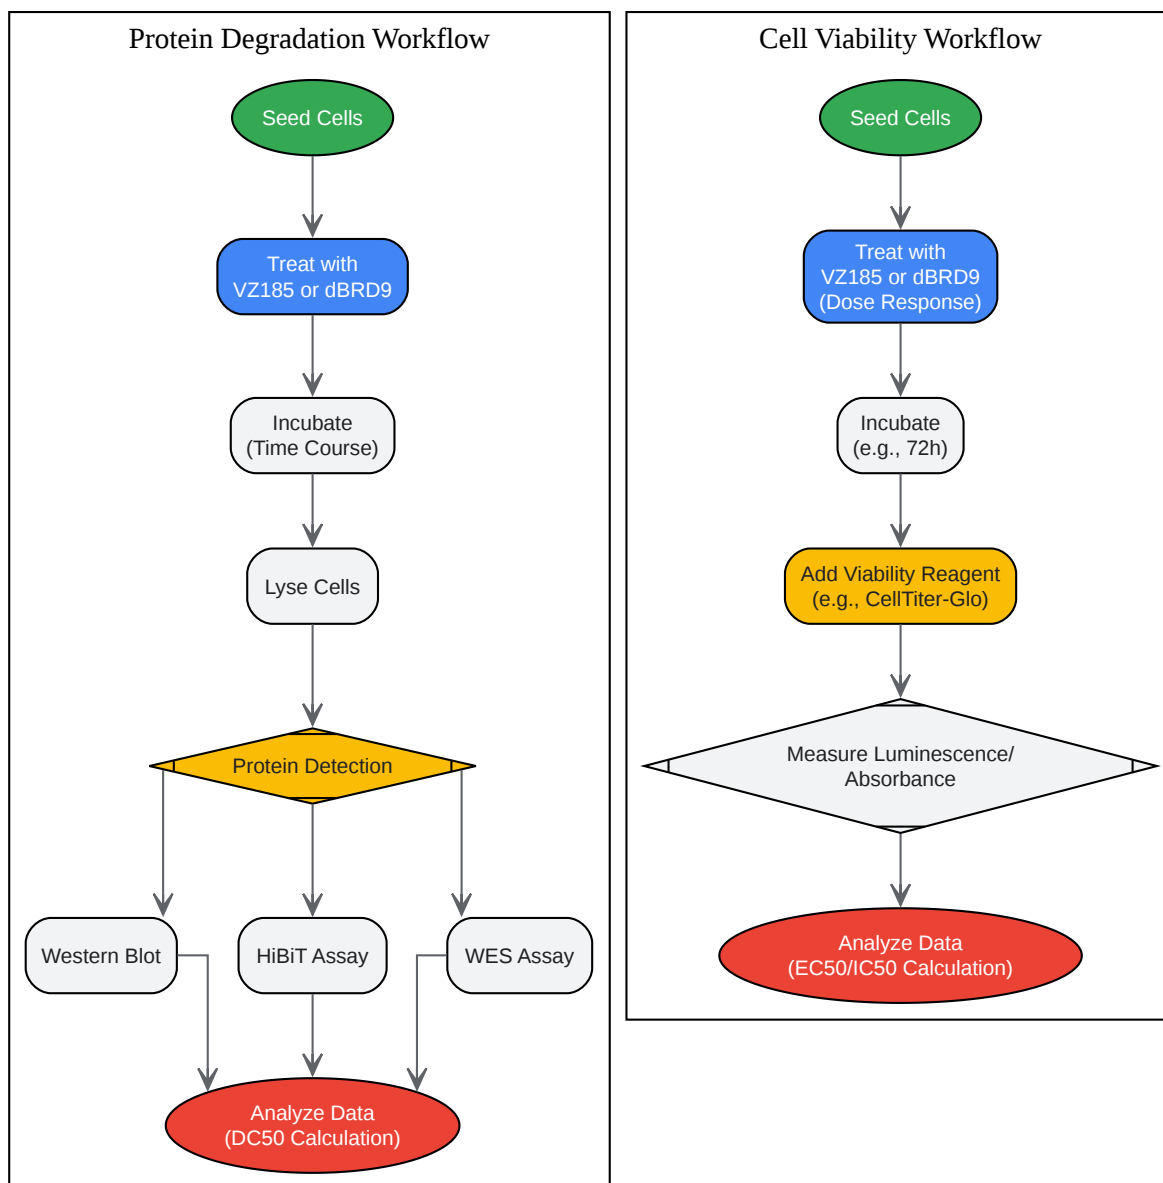 Protein Degradation Workflow
Seed Cells
Treat with
VZ185 or dBRD9
Incubate
(Time Course)
Lyse Cells
Protein Detection
Western Blot
HiBiT Assay
WES Assay
Analyze Data
(DC50 Calculation)
Cell Viability Workflow
Seed Cells
Treat with
VZ185 or dBRD9
(Dose Response)
Incubate
(e.g., 72h)
Add Viability Reagent
(e.g., CellTiter-Glo)
Measure Luminescence/
Absorbance
Analyze Data
(EC50/IC50 Calculation)